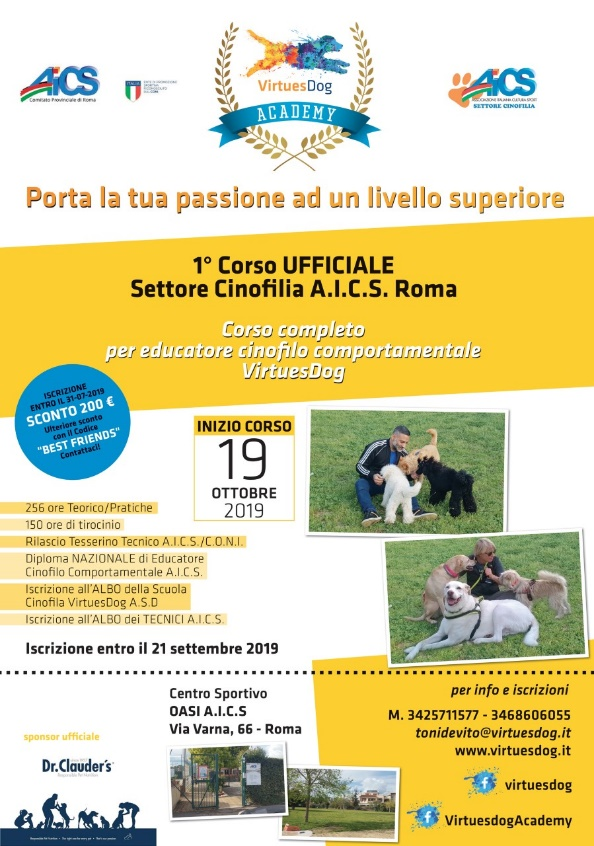 AiCS
Comitato Provinciale di Roma
ITALIA
VirtuesDog
ACADEMY
AiCS
ASSOCIAZIONE ITALIANA CULTURA SPORT
SETTORE CINOFILIA
Porta la tua passione ad un livello superiore
1° Corso UFFICIALE
Settore Cinofilia A.I.C.S. Roma
Corso completo
per educatore cinofilo comportamentale
VirtuesDog
ISCRIZIONE
ENTRO IL 31-07-2019
SCONTO 200 €
Ulteriore sconto
con il Codice
"BEST FRIENDS"
Contattaci!
INIZIO CORSO
19
OTTOBRE
2019
256 ore Teorico/Pratiche
150 ore di tirocinio
Rilascio Tesserino Tecnico A.I.C.S./C.O.N.I.
Diploma NAZIONALE di Educatore
Cinofilo Comportamentale A.I.C.S.
Iscrizione all'ALBO della Scuola
Cinofila VirtuesDog A.S.D
Iscrizione all'ALBO dei TECNICI A.I.C.S.
Iscrizione entro il 21 settembre 2019
sponsor ufficiale
Dr.Clauder's
Centro Sportivo
OASI A.I.C.S
Via Varna, 66 - Roma
per info e iscrizioni
M. 3425711577 - 3468606055
tonidevito@virtuesdog.it
www.virtuesdog.it
virtuesdog
VirtuesdogAcademy